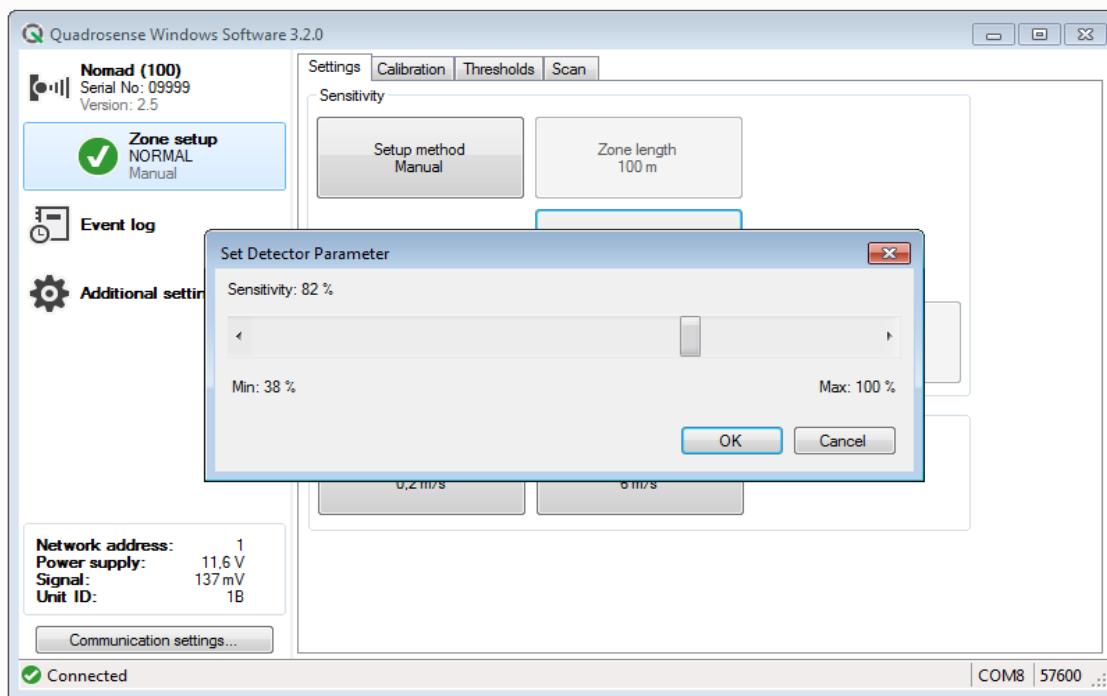 Quadrosense Windows Software 3.2.0
Nomad (100)
Serial No: 09999
Version: 2.5
Zone setup
NORMAL
Manual
Event log
Additional settin
Network address: 1
Power supply: 11,6 V
Signal: 137 mV
Unit ID: 1B
Communication settings...
Settings
Calibration
Thresholds
Scan
Sensitivity
Setup method
Manual
Zone length
100 m
Set Detector Parameter
Sensitivity: 82 %
Min: 38 %
Max: 100 %
OK
Cancel
0,2 m/s
6 m/s
Connected
COM8
57600